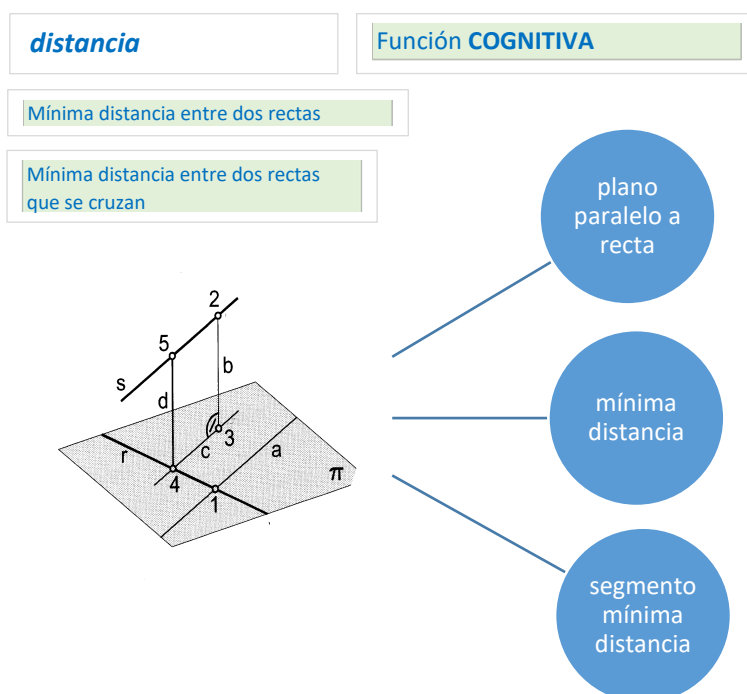 distancia
Función COGNITIVA
Mínima distancia entre dos rectas
Mínima distancia entre dos rectas
que se cruzan
plano
paralelo a
recta
mínima
distancia
segmento
mínima
distancia
2
5
s
b
d
3
r
c
a
4
π
1